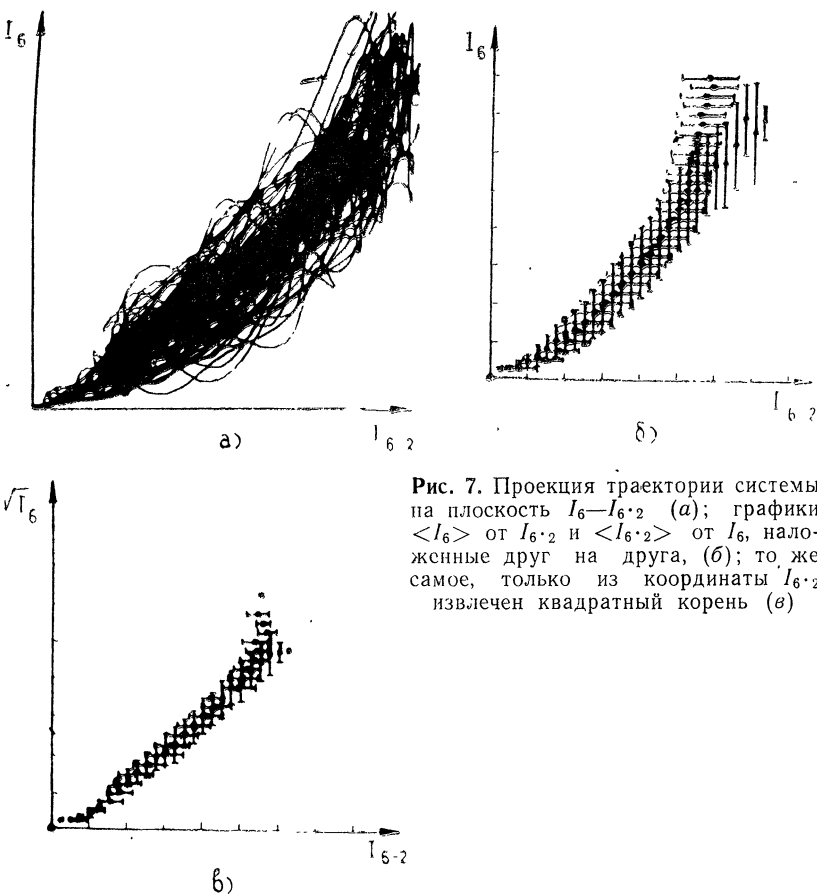 I₆
I₆
I₆ ₂
а)
I₆ ₂
б)
√I₆
Рис. 7. Проекция траектории системы
на плоскость I₆—I₆.₂ (а); графики
<I₆> от I₆.₂ и <I₆.₂> от I₆, нало-
женные друг на друга, (б); то же
самое, только из координаты I₆.₂
извлечен квадратный корень (в)
I₆-₂
в)